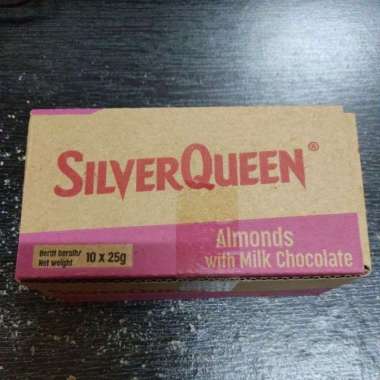 SILVERQUEEN®
Berat bersih/
Net weight 10 x 25g
Almonds
with Milk Chocolate